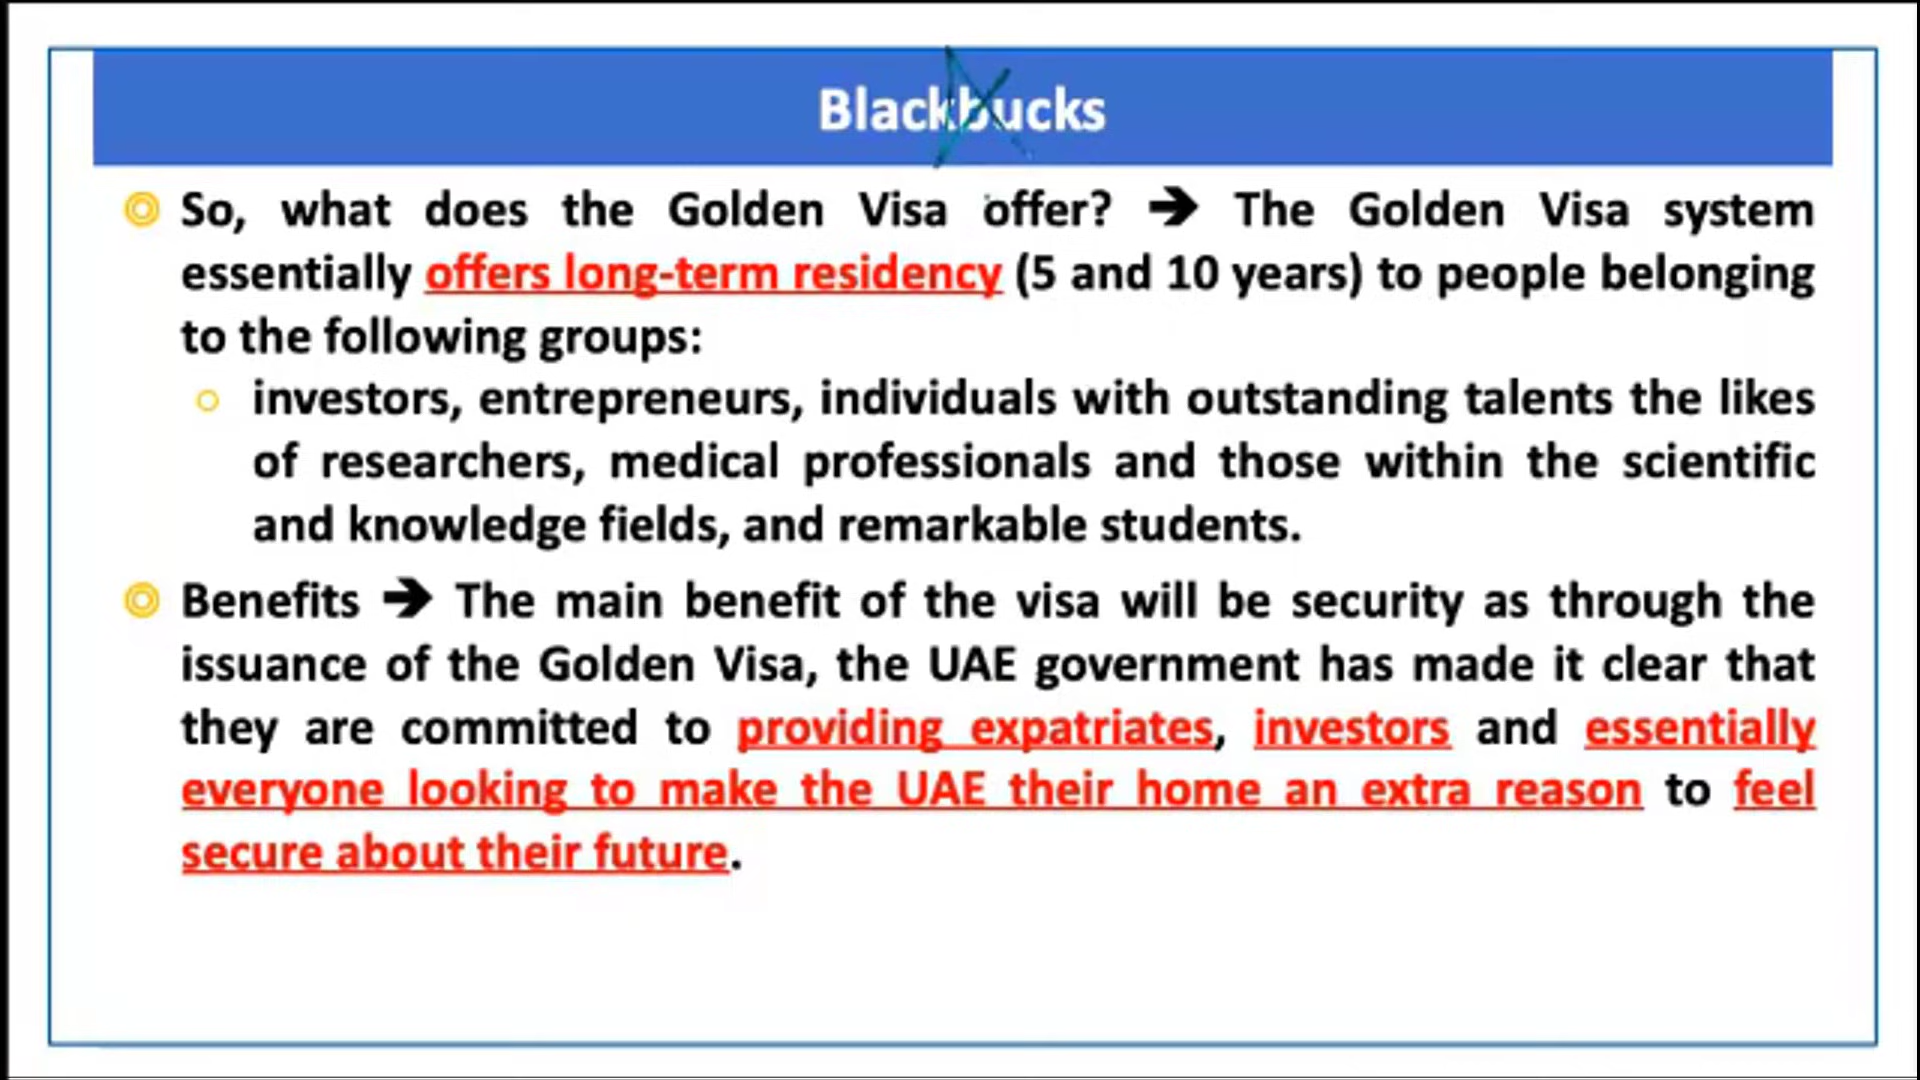 Blackbucks
So, what does the Golden Visa offer? ➔ The Golden Visa system
essentially offers long-term residency (5 and 10 years) to people belonging
to the following groups:
investors, entrepreneurs, individuals with outstanding talents the likes
of researchers, medical professionals and those within the scientific
and knowledge fields, and remarkable students.
Benefits ➔ The main benefit of the visa will be security as through the
issuance of the Golden Visa, the UAE government has made it clear that
they are committed to providing expatriates, investors and essentially
everyone looking to make the UAE their home an extra reason to feel
secure about their future.